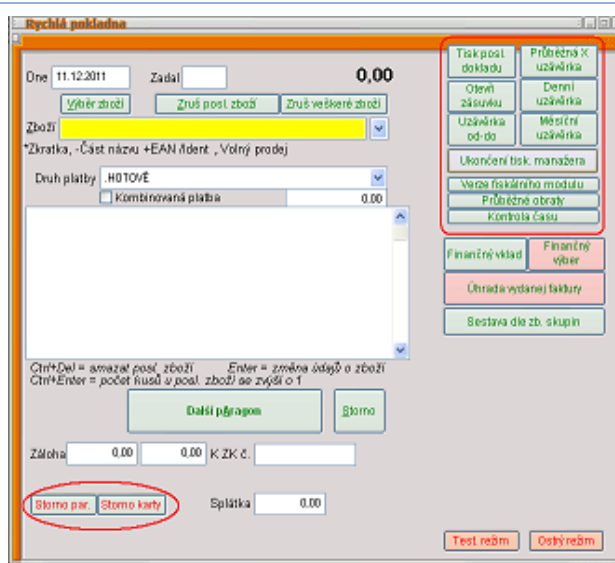 Rychlá pokladna
Dne 11.12.2011 Zadal 0,00
Výběr zboží Zruš posl. zboží Zruš veškeré zboží
Zboží
*Zkratka, -Část názvu +EAN /Ident , Volný prodej
Druh platby .HOTOVĚ
Kombinovaná platba 0.00
Ctrl+Del = smazat posl. zboží Enter = změna údajů o zboží
Ctrl+Enter = počet kusů u posl. zboží se zvýší o 1
Další páragon Storno
Záloha 0,00 0,00 K ZK č.
Storno par. Storno karty Splátka 0.00
Tisk posl. dokladu Průběžná X uzávěrka
Otevři zásuvku Denní uzávěrka
Uzávěrka od-do Měsíční uzávěrka
Ukončení tisk. manažera
Verze fiskálního modulu
Průběžné obraty
Kontrola času
Finančný vklad Finančný výber
Úhrada vydanej faktury
Sestava dle zb. skupin
Test. režim Ostrý režim